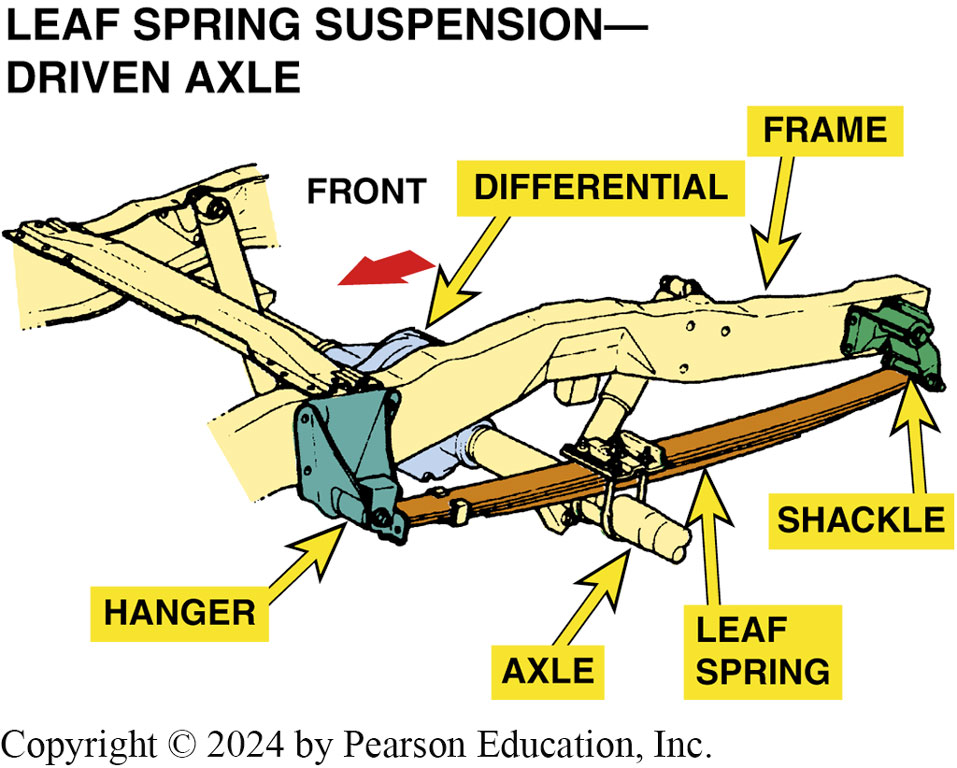 LEAF SPRING SUSPENSION—
DRIVEN AXLE
FRAME
FRONT
DIFFERENTIAL
SHACKLE
HANGER
LEAF
SPRING
AXLE
Copyright © 2024 by Pearson Education, Inc.